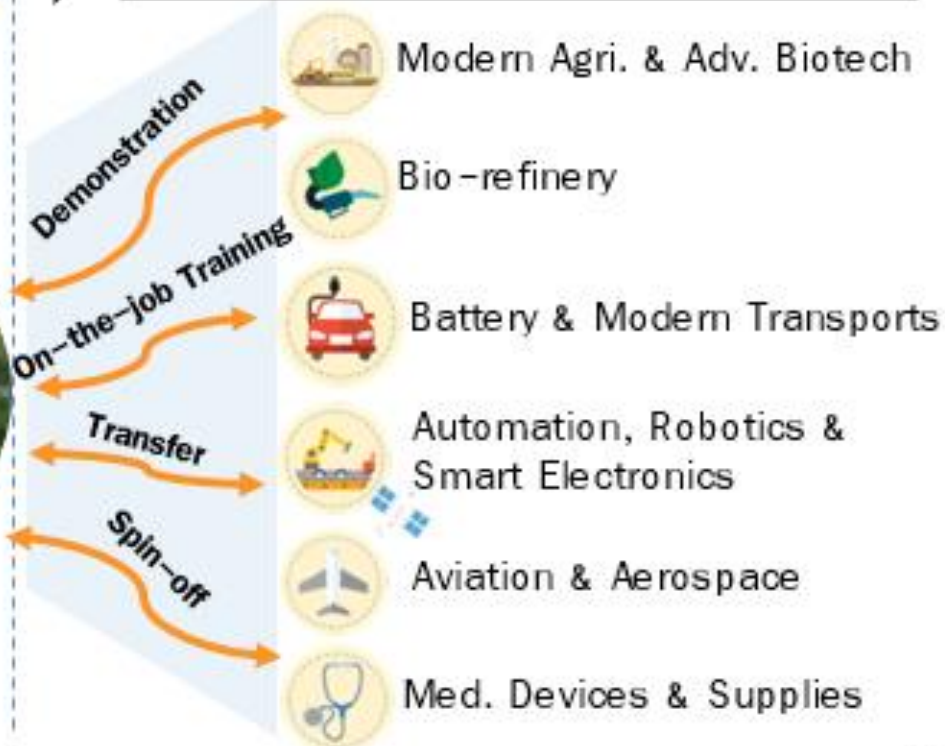 Demonstration
On-the-job Training
Transfer
Spin-off
Modern Agri. & Adv. Biotech
Bio-refinery
Battery & Modern Transports
Automation, Robotics &
Smart Electronics
Aviation & Aerospace
Med. Devices & Supplies